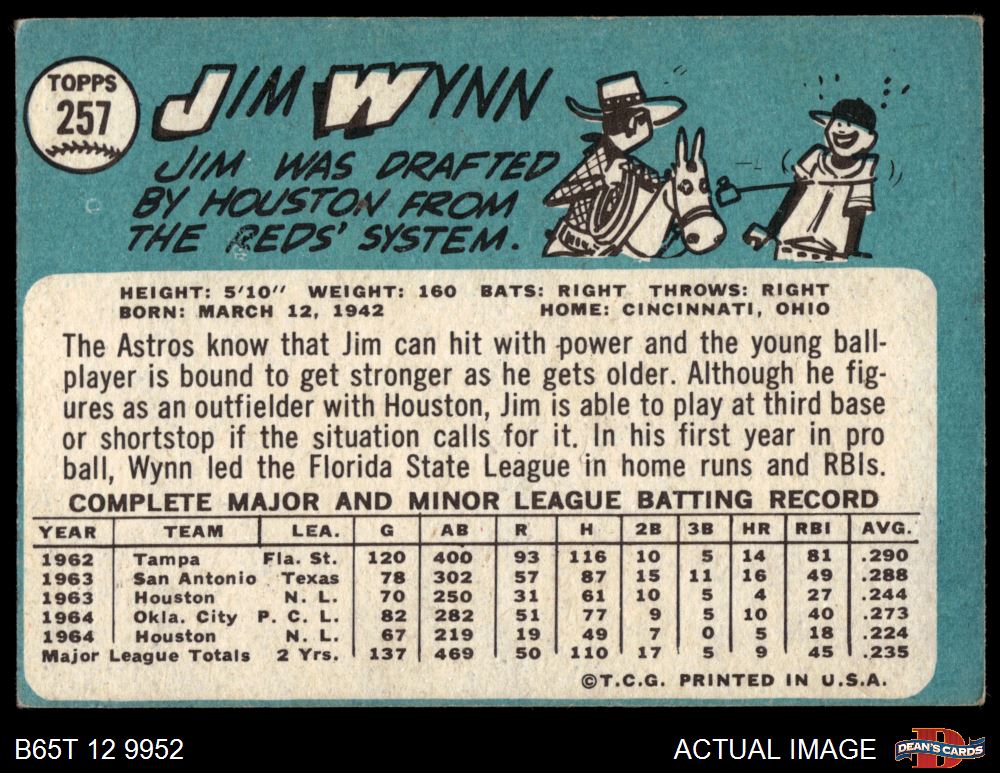 TOPPS
257
JIM WYNN
JIM WAS DRAFTED
BY HOUSTON FROM
THE REDS' SYSTEM.
HEIGHT: 5'10" WEIGHT: 160 BATS: RIGHT THROWS: RIGHT
BORN: MARCH 12, 1942 HOME: CINCINNATI, OHIO
The Astros know that Jim can hit with power and the young ball-
player is bound to get stronger as he gets older. Although he fig-
ures as an outfielder with Houston, Jim is able to play at third base
or shortstop if the situation calls for it. In his first year in pro
ball, Wynn led the Florida State League in home runs and RBIs.
COMPLETE MAJOR AND MINOR LEAGUE BATTING RECORD
YEAR TEAM LEA. G AB R H 2B 3B HR RBI AVG.
1962 Tampa Fla. St. 120 400 93 116 10 5 14 81 .290
1963 San Antonio Texas 78 302 57 87 15 11 16 49 .288
1963 Houston N. L. 70 250 31 61 10 5 4 27 .244
1964 Okla. City P. C. L. 82 282 51 77 9 5 10 40 .273
1964 Houston N. L. 67 219 19 49 7 0 5 18 .224
Major League Totals 2 Yrs. 137 469 50 110 17 5 9 45 .235
©T.C.G. PRINTED IN U.S.A.
B65T 12 9952 ACTUAL IMAGE D DEAN'S CARDS